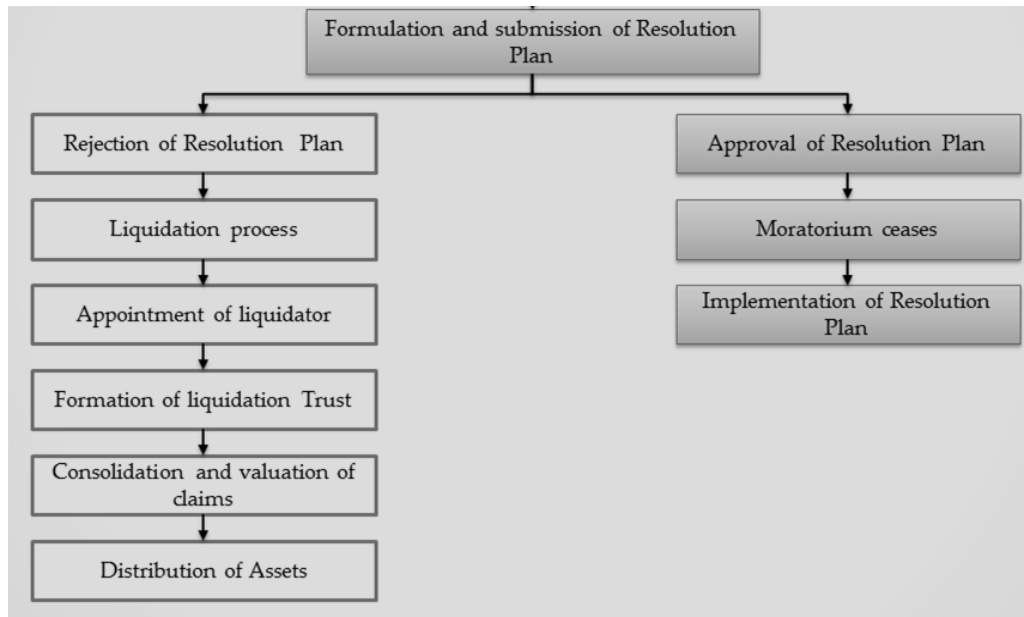 Formulation and submission of Resolution
Plan
Rejection of Resolution Plan
Liquidation process
Appointment of liquidator
Formation of liquidation Trust
Consolidation and valuation of
claims
Distribution of Assets
Approval of Resolution Plan
Moratorium ceases
Implementation of Resolution
Plan